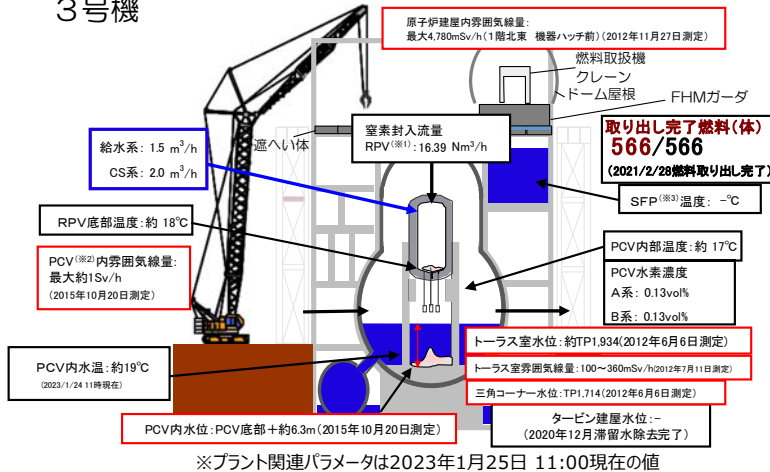 3号機
原子炉建屋内雰囲気線量:
最大4,780mSv/h(1階北東 機器ハッチ前)(2012年11月27日測定)
燃料取扱機
クレーン
ドーム屋根
FHMガーダ
遮へい体
給水系: 1.5 m³/h
CS系: 2.0 m³/h
窒素封入流量
RPV(※1):16.39 Nm³/h
取り出し完了燃料(体)
566/566
(2021/2/28燃料取り出し完了)
SFP(※3)温度: -℃
RPV底部温度: 約 18℃
PCV(※2)内雰囲気線量:
最大約1Sv/h
(2015年10月20日測定)
PCV内部温度: 約 17℃
PCV水素濃度
A系: 0.13vol%
B系: 0.13vol%
トーラス室水位: 約TP1,934(2012年6月6日測定)
トーラス室雰囲気線量:100~360mSv/h(2012年7月11日測定)
三角コーナー水位: TP1,714(2012年6月6日測定)
PCV内水温:約19℃
(2023/1/24 11時現在)
PCV内水位:PCV底部+約6.3m(2015年10月20日測定)
タービン建屋水位:-
(2020年12月滞留水除去完了)
※プラント関連パラメータは2023年1月25日 11:00現在の値